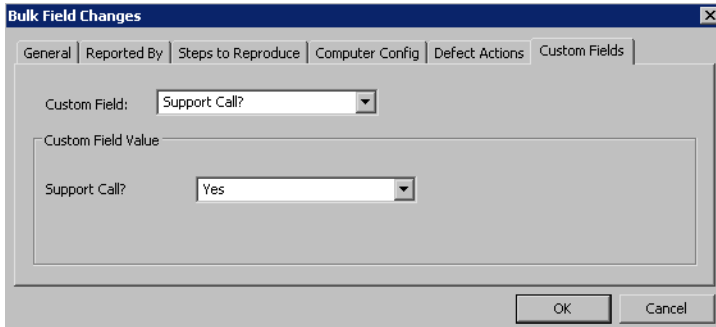 Bulk Field Changes
General Reported By Steps to Reproduce Computer Config Defect Actions Custom Fields
Custom Field: Support Call?
Custom Field Value
Support Call? Yes
OK Cancel